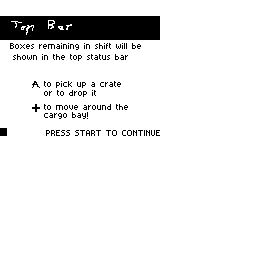 Top Bar
Boxes remaining in shift will be
shown in the top status bar
A to pick up a crate
or to drop it
+ to move around the
cargo bay!
PRESS START TO CONTINUE